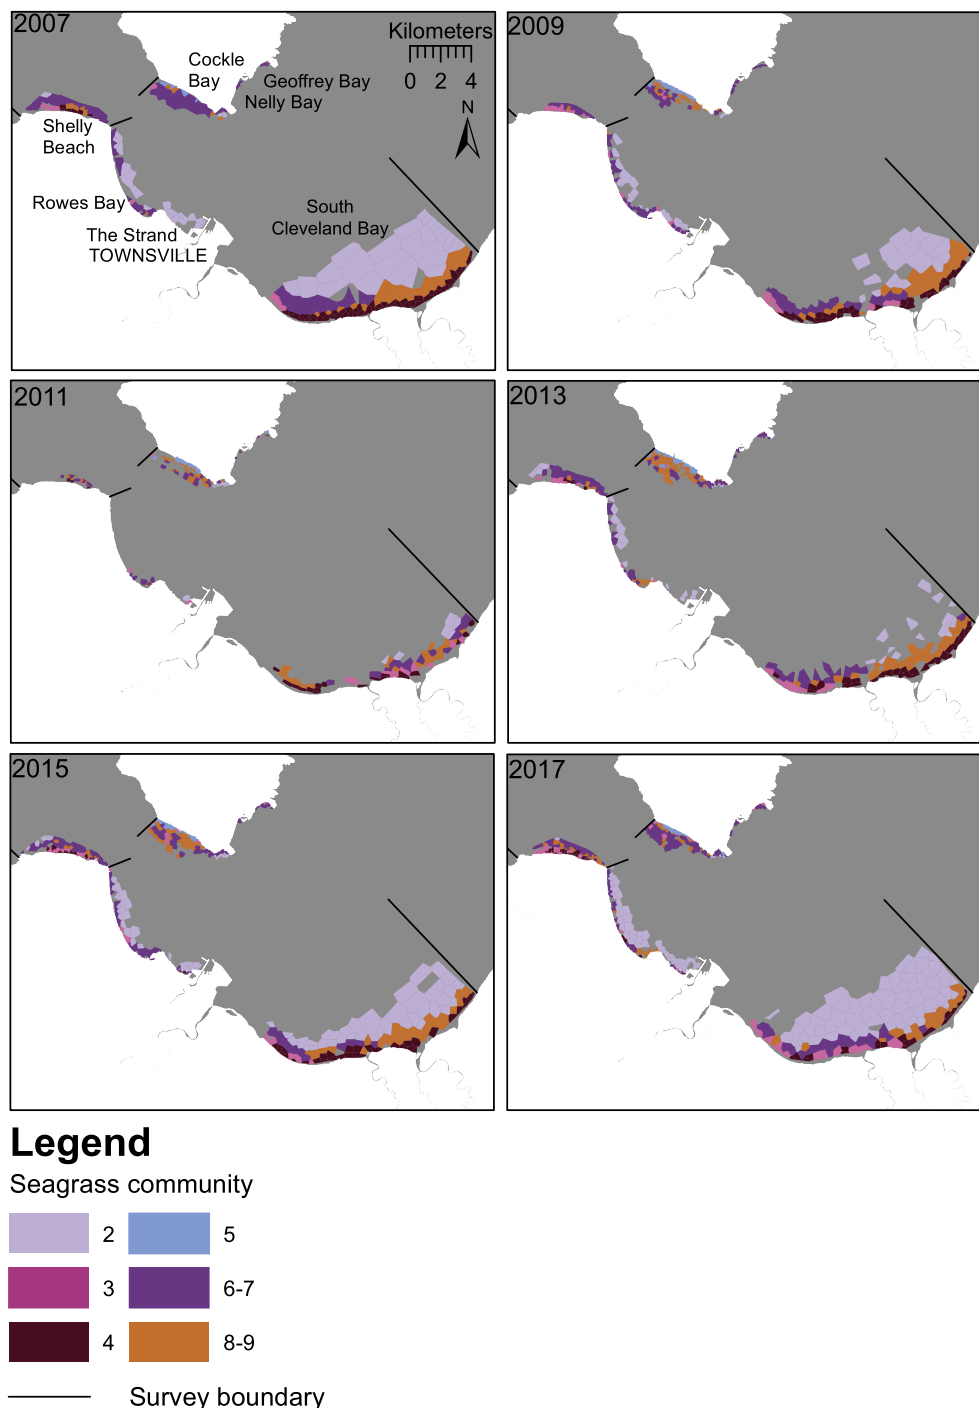 2007
Kilometers
0 2 4
N
Cockle
Bay
Geoffrey Bay
Nelly Bay
Shelly
Beach
Rowes Bay
The Strand
TOWNSVILLE
South
Cleveland Bay
2009
2011
2013
2015
2017
Legend
Seagrass community
2 5
3 6-7
4 8-9
Survey boundary